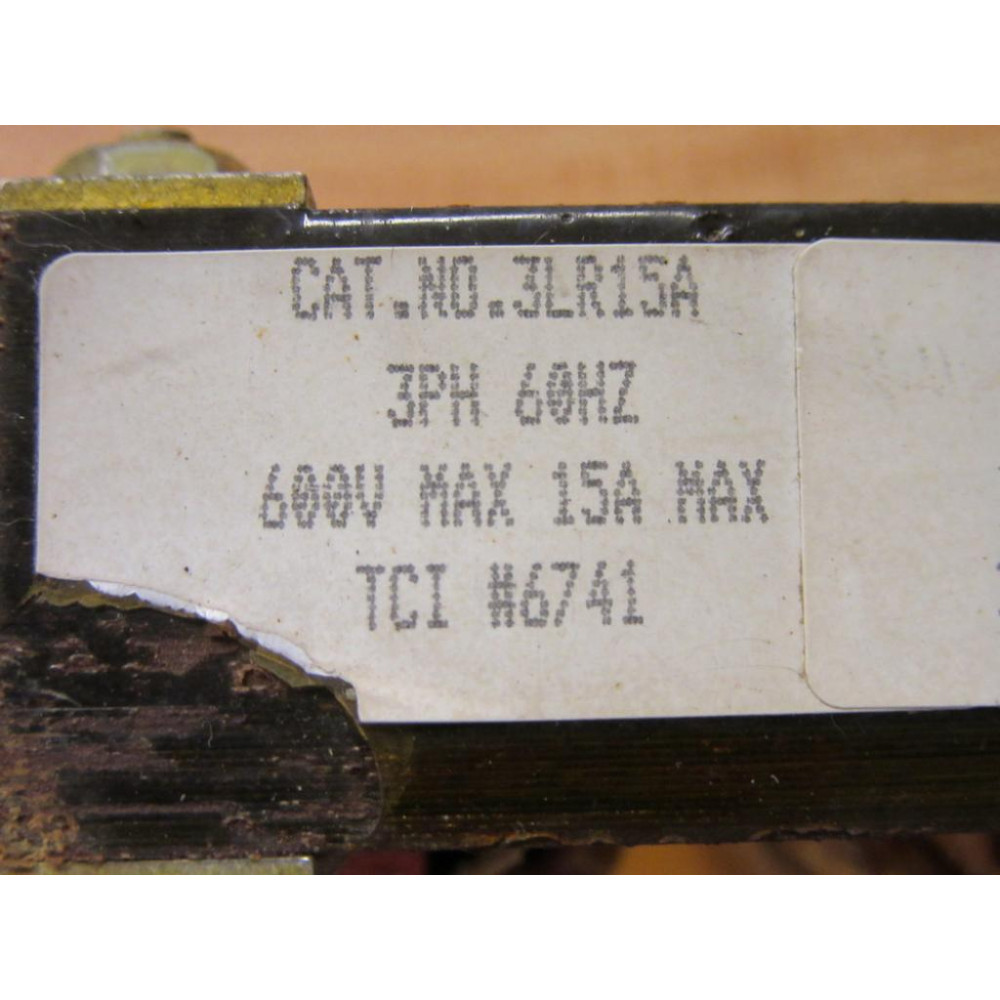 CAT.NO.3LR15A
3PH 60HZ
600V MAX 15A MAX
TCI #6741